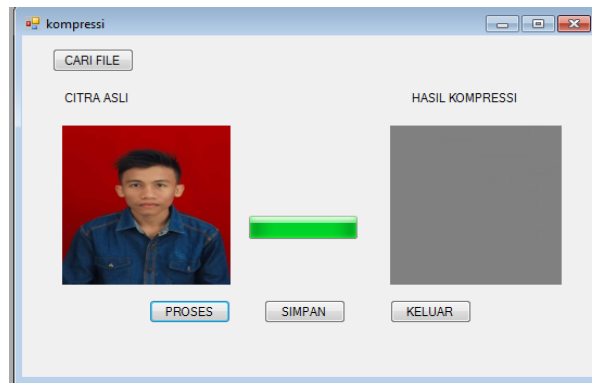 kompressi
CARI FILE
CITRA ASLI
HASIL KOMPRESSI
PROSES
SIMPAN
KELUAR